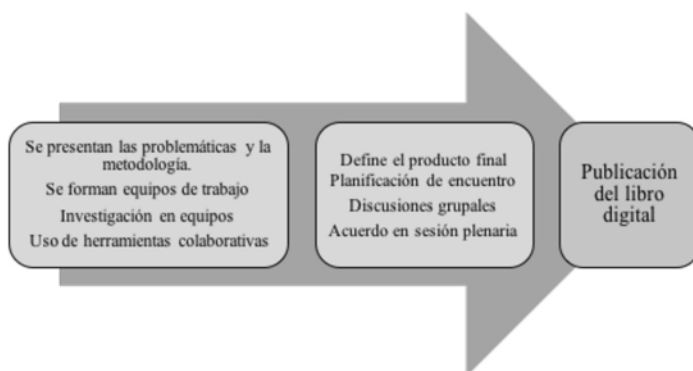 Se presentan las problemáticas y la
metodología.
Se forman equipos de trabajo
Investigación en equipos
Uso de herramientas colaborativas
Define el producto final
Planificación de encuentro
Discusiones grupales
Acuerdo en sesión plenaria
Publicación
del libro
digital